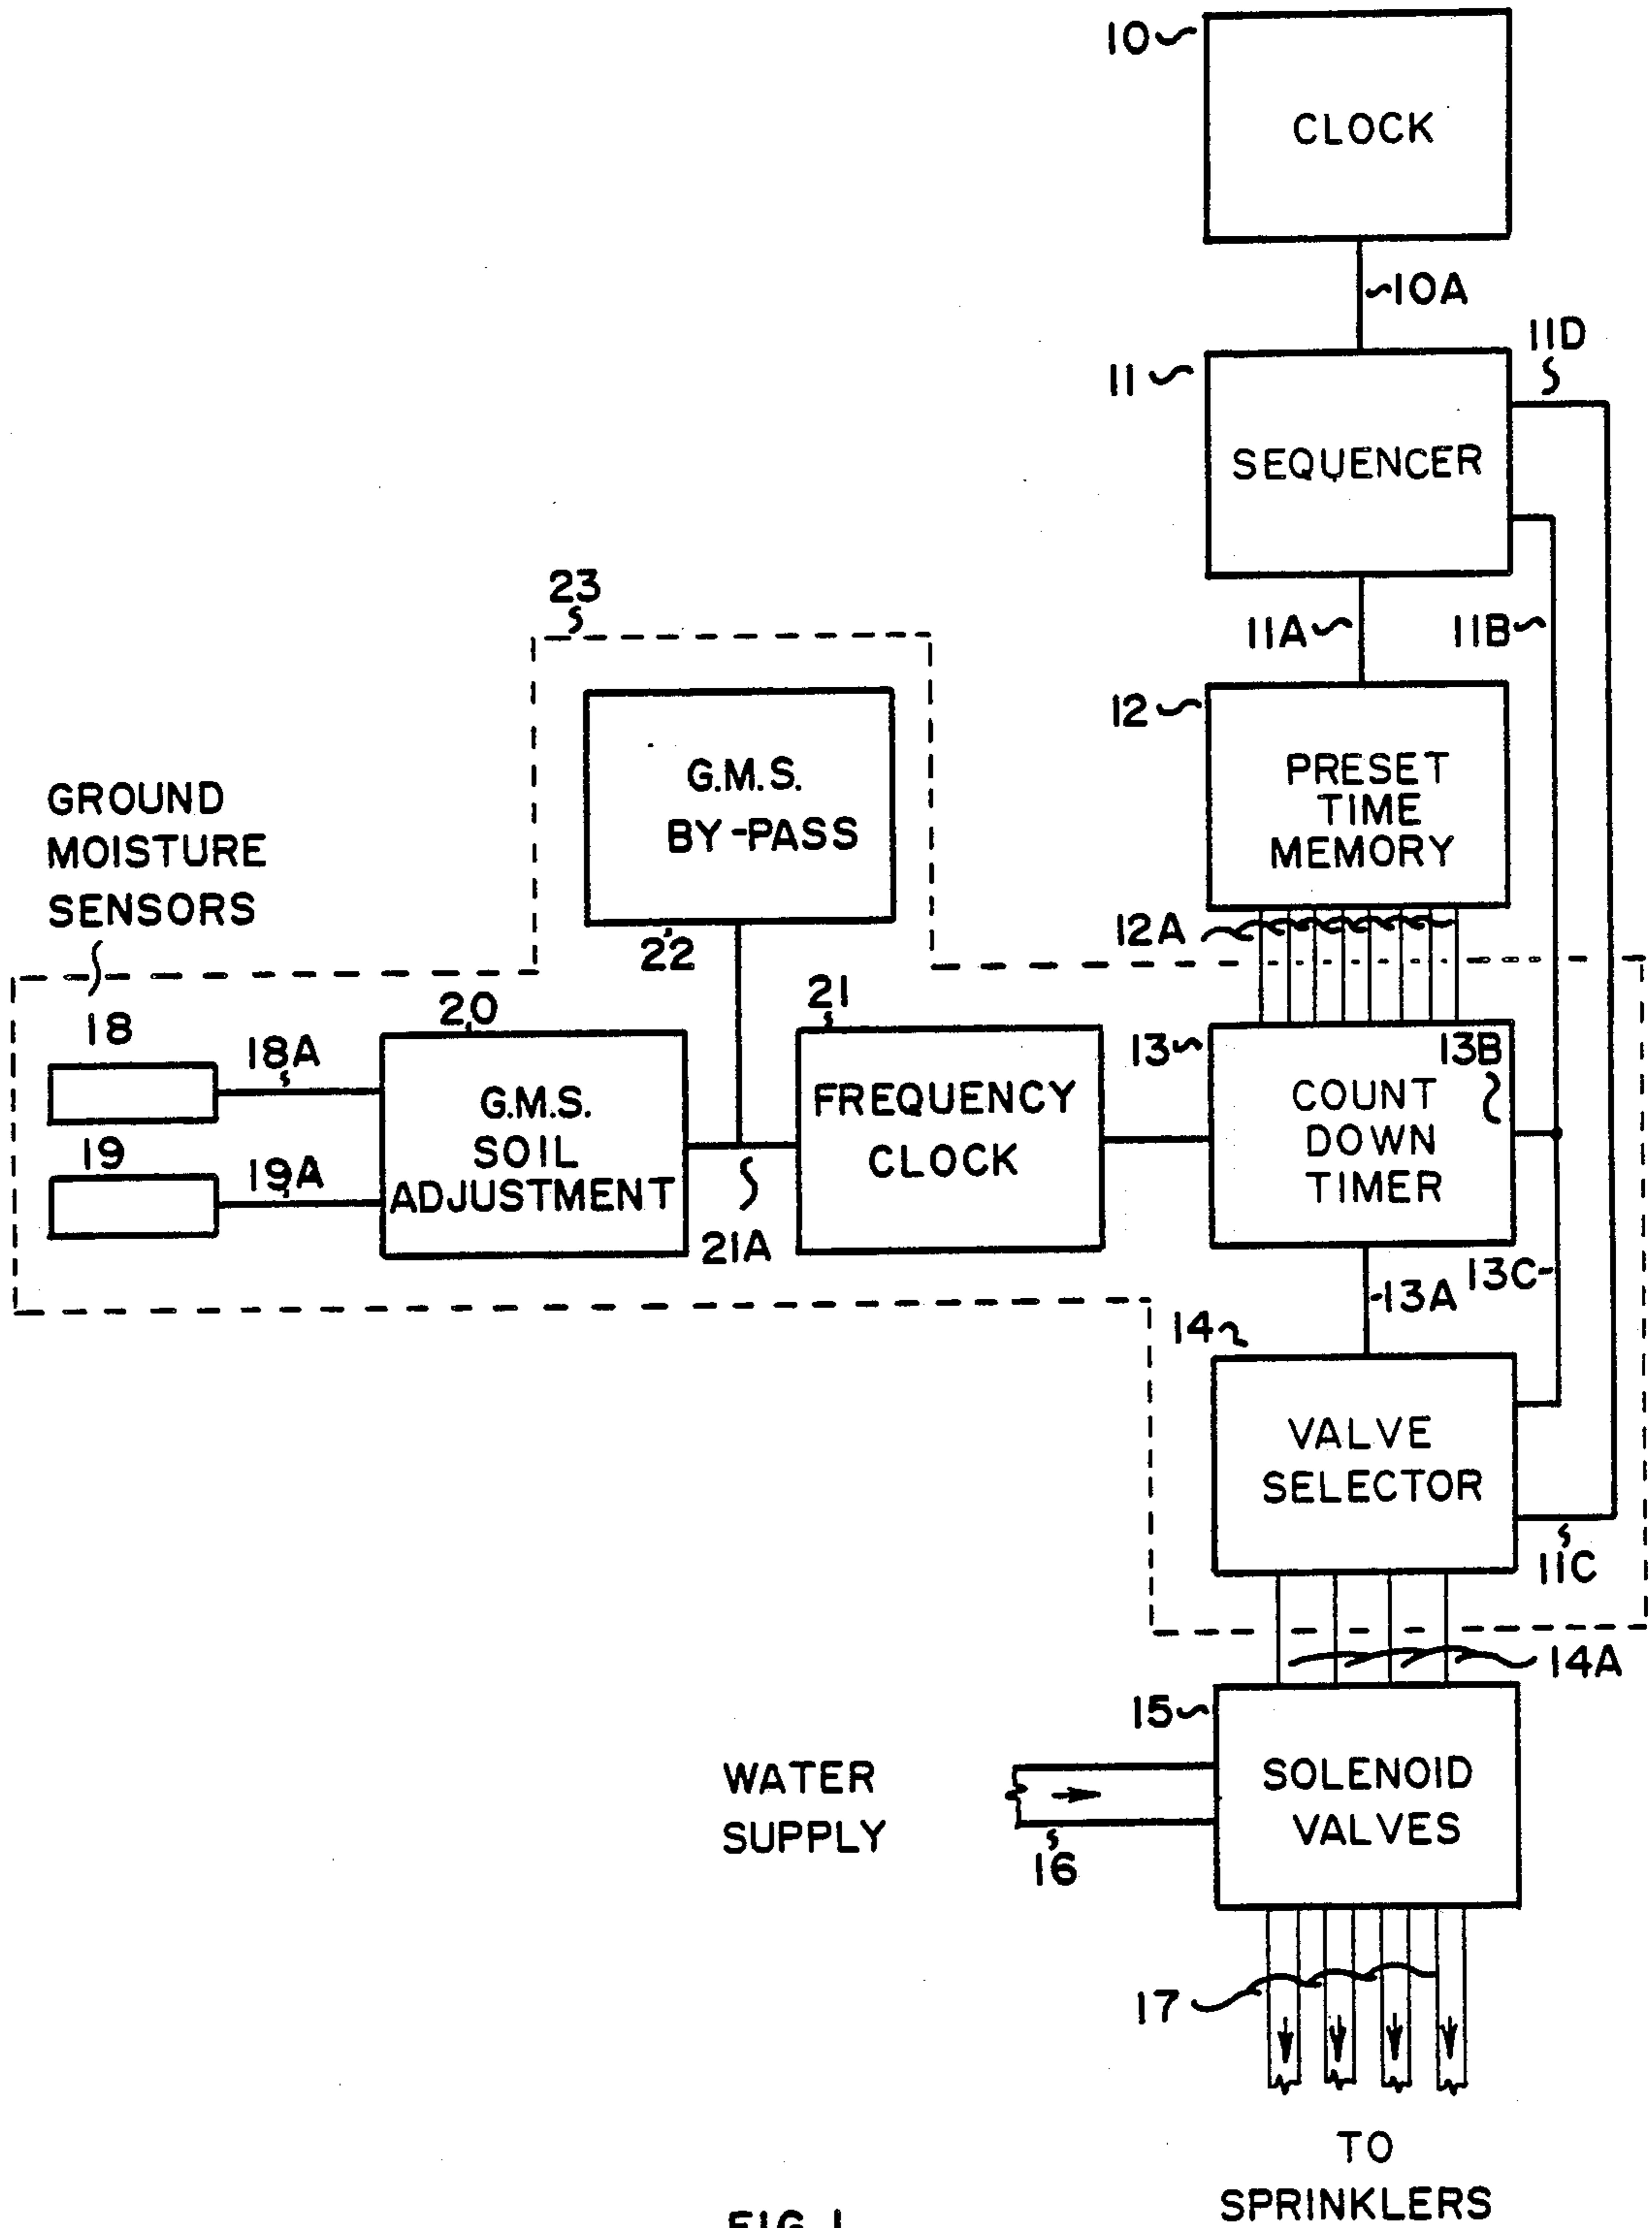 10
CLOCK
10A
11D
11
SEQUENCER
23
11A
11B
12
PRESET
TIME
MEMORY
G.M.S.
BY-PASS
GROUND
MOISTURE
SENSORS
12A
22
18
20
21
13
13B
18A
G.M.S.
SOIL
ADJUSTMENT
FREQUENCY
CLOCK
COUNT
DOWN
TIMER
19
19A
21A
13A
13C
14
VALVE
SELECTOR
11C
14A
15
WATER
SUPPLY
SOLENOID
VALVES
16
17
TO
SPRINKLERS
FIG. 1